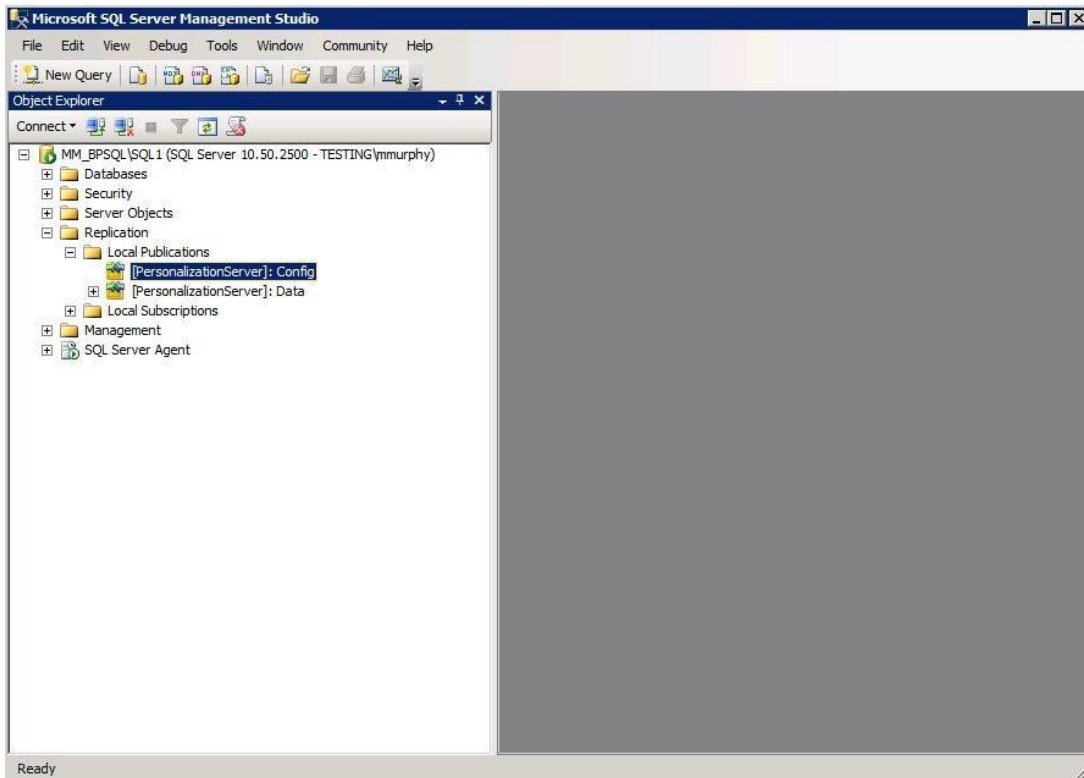 Microsoft SQL Server Management Studio
File Edit View Debug Tools Window Community Help
New Query
Object Explorer
Connect
MM_BPSQL\SQL1 (SQL Server 10.50.2500 - TESTING\mmurphy)
Databases
Security
Server Objects
Replication
Local Publications
[PersonalizationServer]: Config
[PersonalizationServer]: Data
Local Subscriptions
Management
SQL Server Agent
Ready